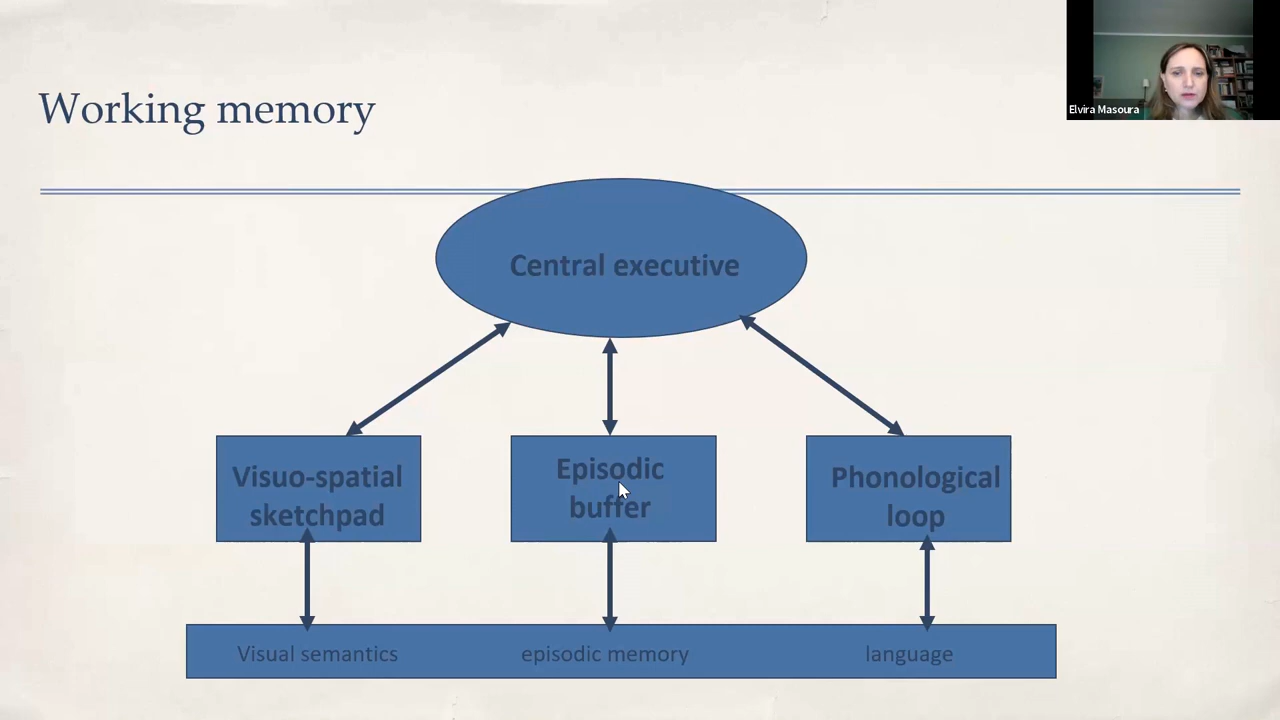 Working memory
Elvira Masoura
Central executive
Visuo-spatial
sketchpad
Episodic
buffer
Phonological
loop
Visual semantics
episodic memory
language